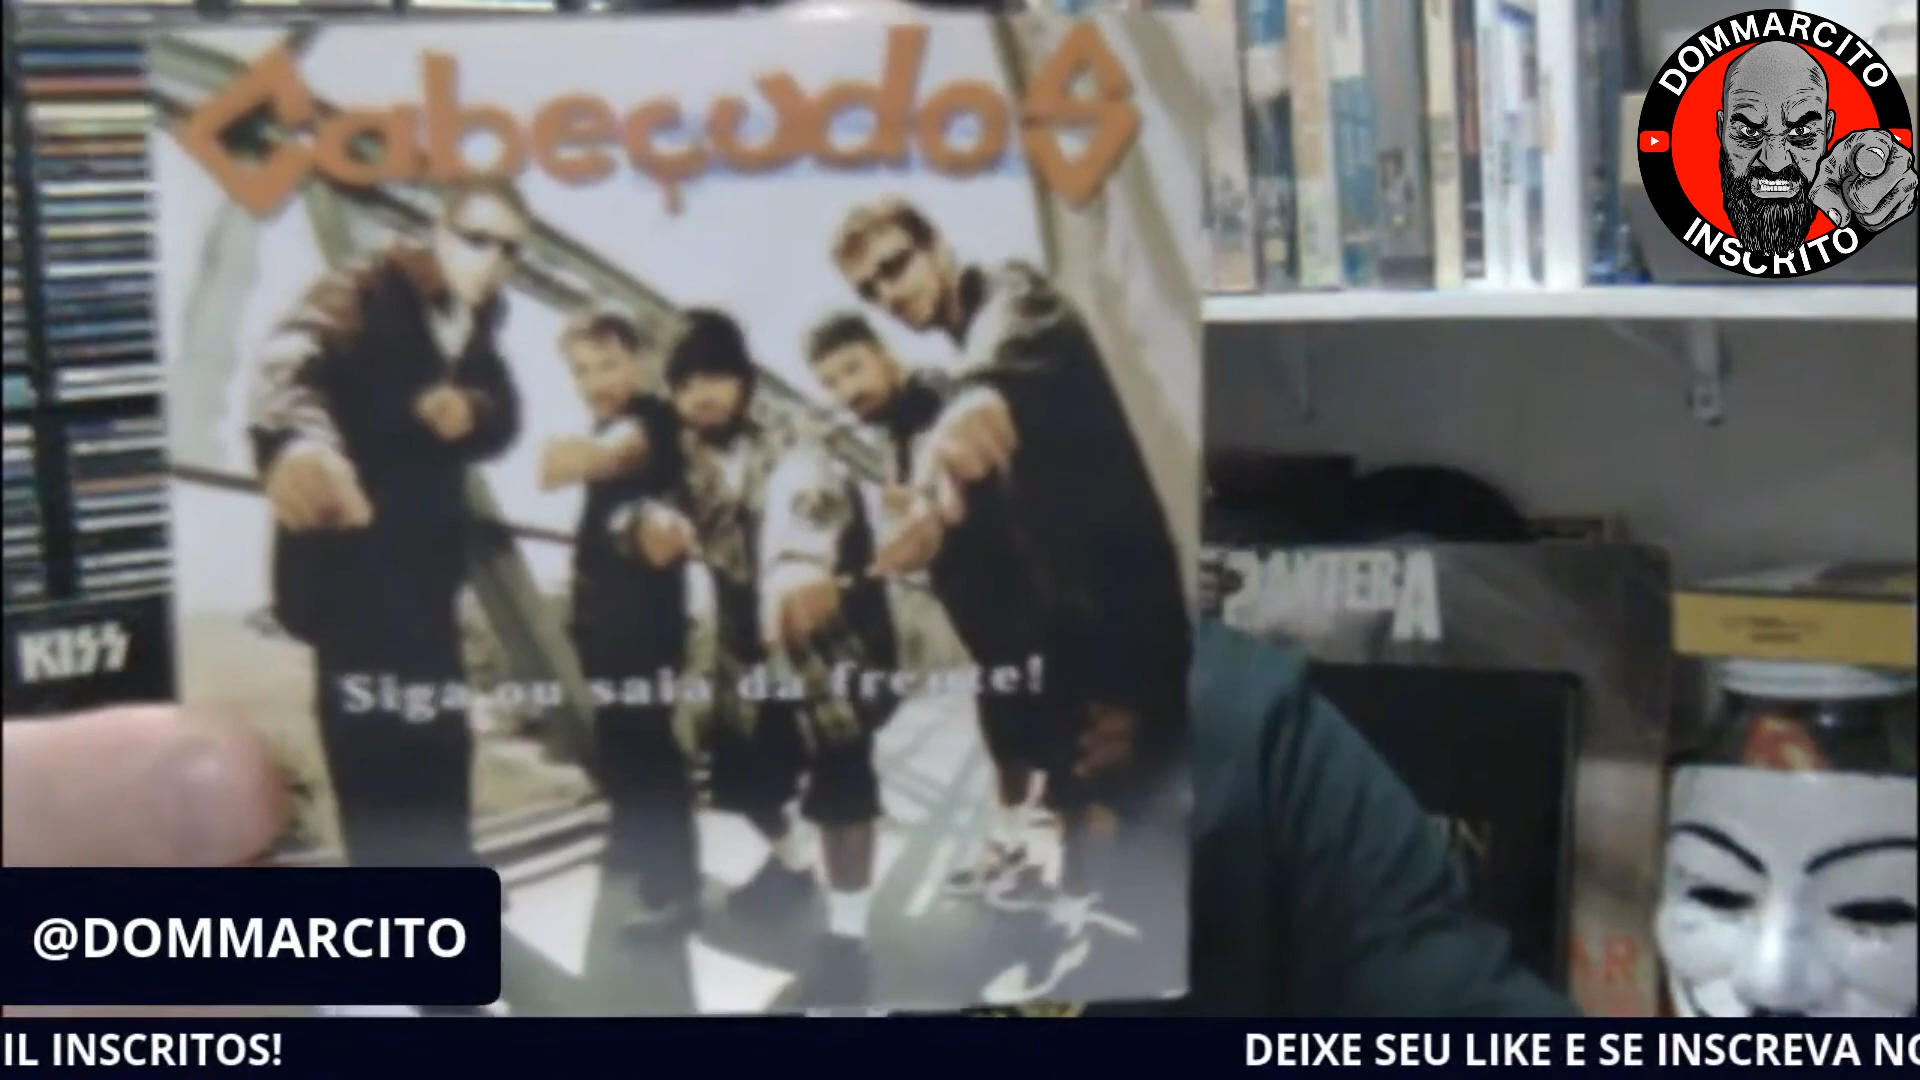 Cabeçudos
Siga ou saia da frente!
DOMMARCITO
INSCRITO
PANTERA
KISS
@DOMMARCITO
IL INSCRITOS!
DEIXE SEU LIKE E SE INSCREVA NO